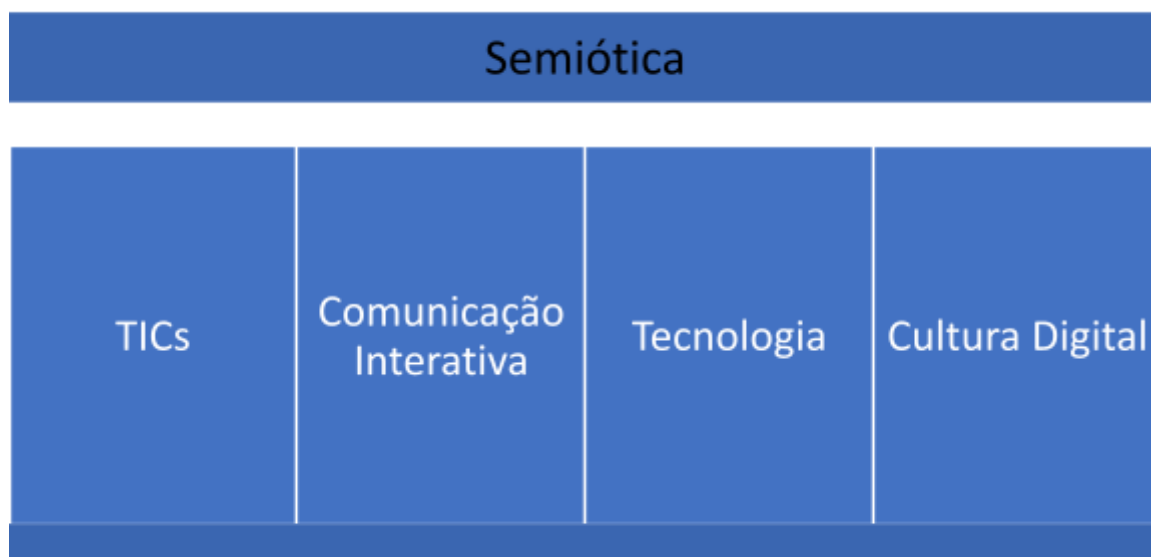 Semiótica
TICs
Comunicação
Interativa
Tecnologia
Cultura Digital